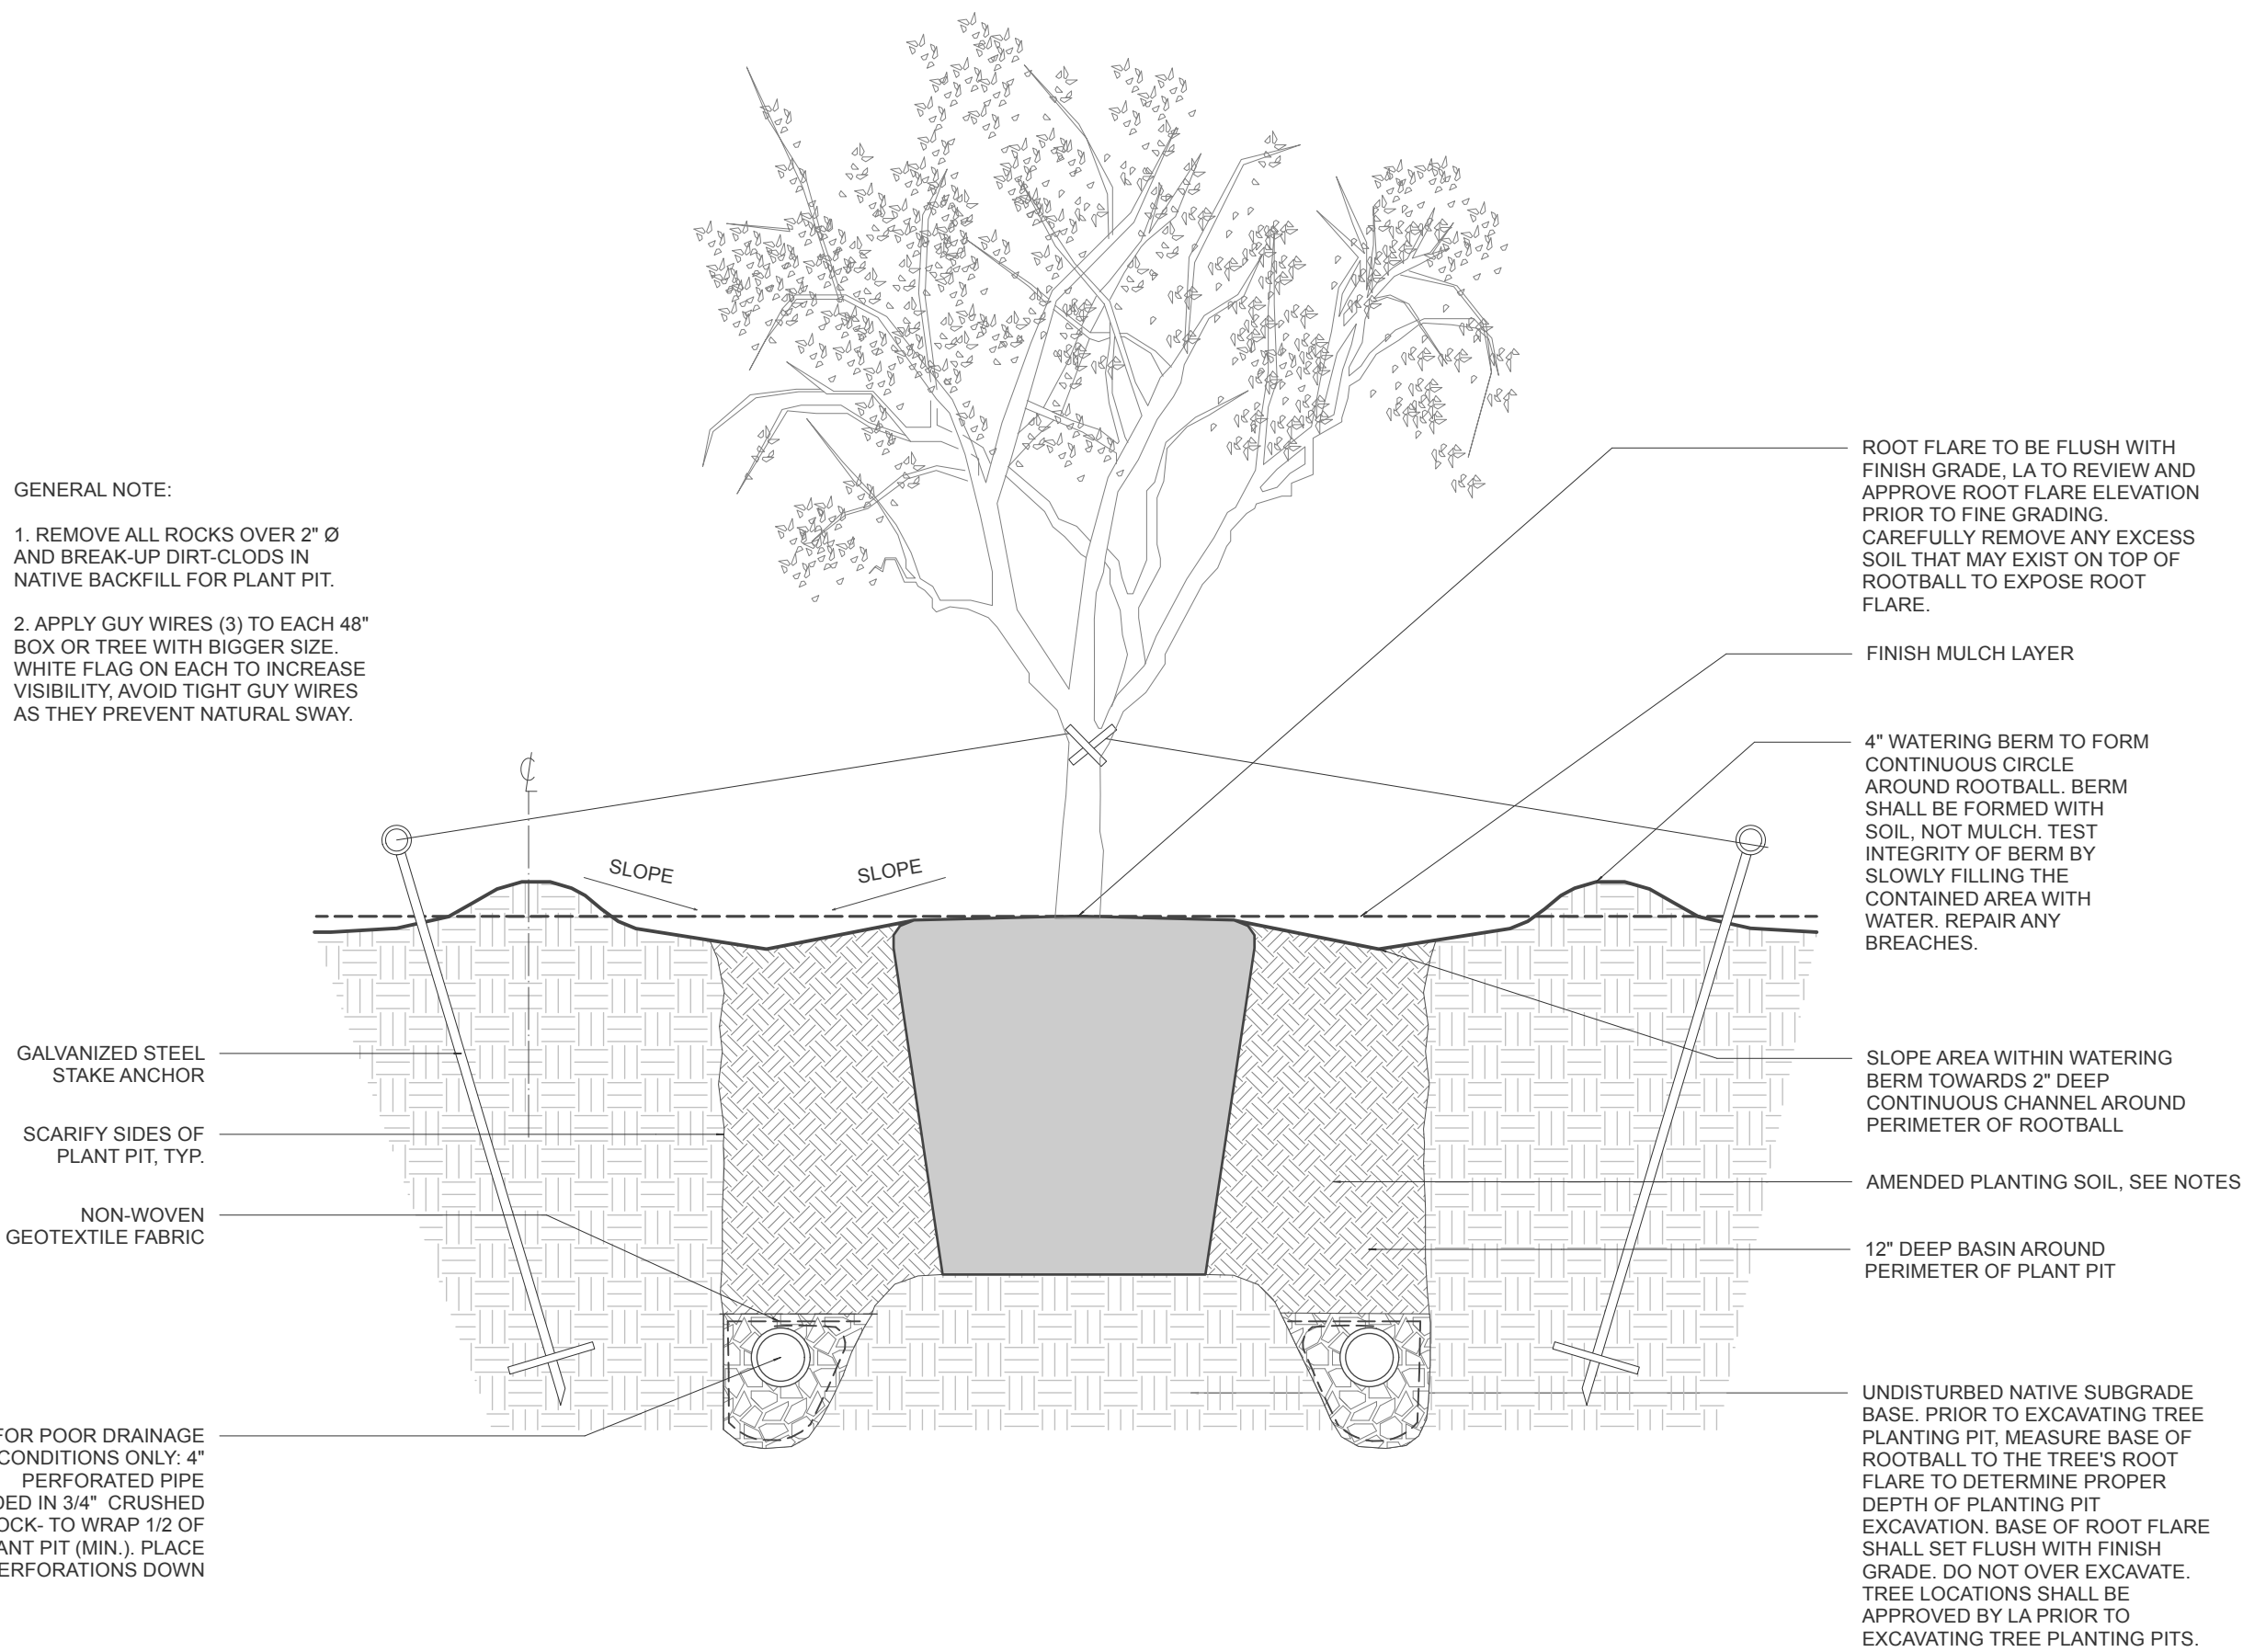 GENERAL NOTE:
1. REMOVE ALL ROCKS OVER 2" Ø
AND BREAK-UP DIRT-CLODS IN
NATIVE BACKFILL FOR PLANT PIT.
2. APPLY GUY WIRES (3) TO EACH 48"
BOX OR TREE WITH BIGGER SIZE.
WHITE FLAG ON EACH TO INCREASE
VISIBILITY, AVOID TIGHT GUY WIRES
AS THEY PREVENT NATURAL SWAY.
℄
SLOPE
SLOPE
GALVANIZED STEEL
STAKE ANCHOR
SCARIFY SIDES OF
PLANT PIT, TYP.
NON-WOVEN
GEOTEXTILE FABRIC
FOR POOR DRAINAGE
CONDITIONS ONLY: 4"
PERFORATED PIPE
IN 3/4" CRUSHED
TO WRAP 1/2 OF
PIT (MIN.). PLACE
DOWN
ROOT FLARE TO BE FLUSH WITH
FINISH GRADE, LA TO REVIEW AND
APPROVE ROOT FLARE ELEVATION
PRIOR TO FINE GRADING.
CAREFULLY REMOVE ANY EXCESS
SOIL THAT MAY EXIST ON TOP OF
ROOTBALL TO EXPOSE ROOT
FLARE.
FINISH MULCH LAYER
4" WATERING BERM TO FORM
CONTINUOUS CIRCLE
AROUND ROOTBALL. BERM
SHALL BE FORMED WITH
SOIL, NOT MULCH. TEST
INTEGRITY OF BERM BY
SLOWLY FILLING THE
CONTAINED AREA WITH
WATER. REPAIR ANY
BREACHES.
SLOPE AREA WITHIN WATERING
BERM TOWARDS 2" DEEP
CONTINUOUS CHANNEL AROUND
PERIMETER OF ROOTBALL
AMENDED PLANTING SOIL, SEE NOTES
12" DEEP BASIN AROUND
PERIMETER OF PLANT PIT
UNDISTURBED NATIVE SUBGRADE
BASE. PRIOR TO EXCAVATING TREE
PLANTING PIT, MEASURE BASE OF
ROOTBALL TO THE TREE'S ROOT
FLARE TO DETERMINE PROPER
DEPTH OF PLANTING PIT
EXCAVATION. BASE OF ROOT FLARE
SHALL SET FLUSH WITH FINISH
GRADE. DO NOT OVER EXCAVATE.
TREE LOCATIONS SHALL BE
APPROVED BY LA PRIOR TO
EXCAVATING TREE PLANTING PITS.